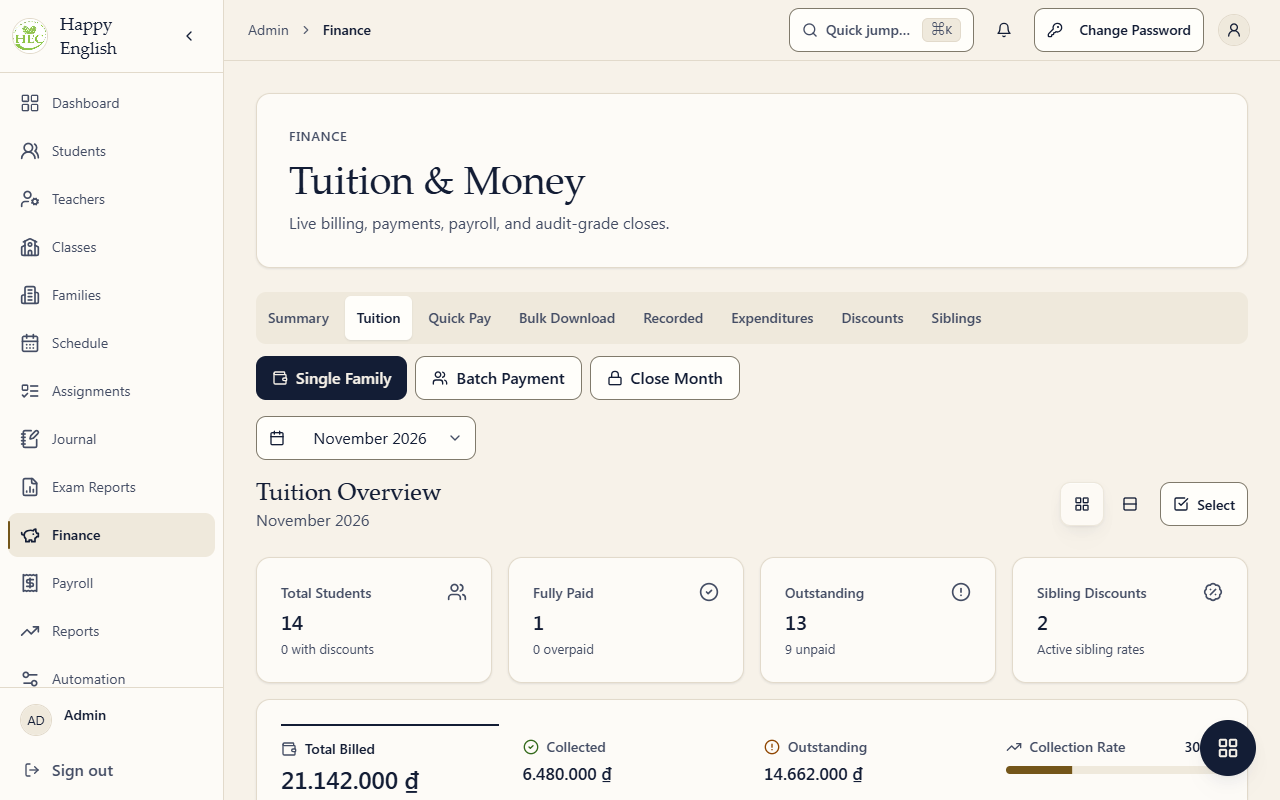 HEC
Happy
English
Dashboard
Students
Teachers
Classes
Families
Schedule
Assignments
Journal
Exam Reports
Finance
Payroll
Reports
Automation
AD
Admin
Sign out
Admin
Finance
Quick jump...
⌘K
Change Password
FINANCE
Tuition & Money
Live billing, payments, payroll, and audit-grade closes.
Summary
Tuition
Quick Pay
Bulk Download
Recorded
Expenditures
Discounts
Siblings
Single Family
Batch Payment
Close Month
November 2026
Tuition Overview
November 2026
Select
Total Students
14
0 with discounts
Fully Paid
1
0 overpaid
Outstanding
13
9 unpaid
Sibling Discounts
2
Active sibling rates
Total Billed
21.142.000 ₫
Collected
6.480.000 ₫
Outstanding
14.662.000 ₫
Collection Rate
30